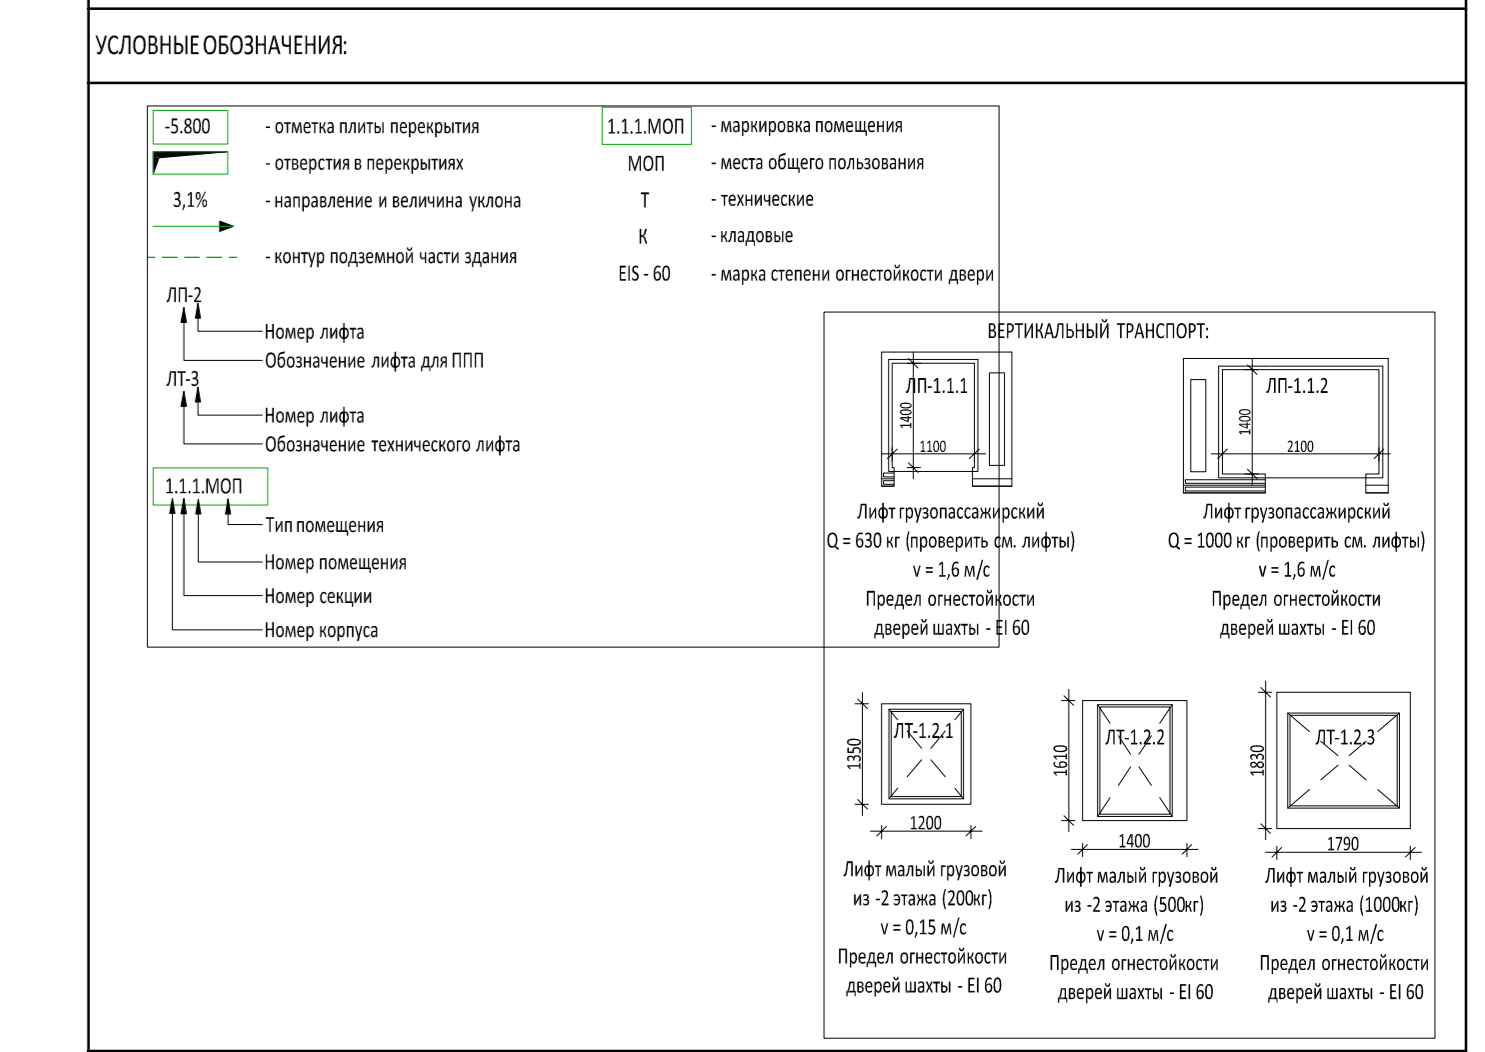 УСЛОВНЫЕ ОБОЗНАЧЕНИЯ:
-5.800 - отметка плиты перекрытия
- отверстия в перекрытиях
3,1% - направление и величина уклона
- контур подземной части здания
ЛП-2
Номер лифта
Обозначение лифта для ППП
ЛТ-3
Номер лифта
Обозначение технического лифта
1.1.1.МОП
Тип помещения
Номер помещения
Номер секции
Номер корпуса
1.1.1.МОП - маркировка помещения
МОП - места общего пользования
Т - технические
К - кладовые
EIS - 60 - марка степени огнестойкости двери
ВЕРТИКАЛЬНЫЙ ТРАНСПОРТ:
ЛП-1.1.1
1400
1100
Лифт грузопассажирский
Q = 630 кг (проверить см. лифты)
v = 1,6 м/с
Предел огнестойкости
дверей шахты - EI 60
ЛП-1.1.2
1400
2100
Лифт грузопассажирский
Q = 1000 кг (проверить см. лифты)
v = 1,6 м/с
Предел огнестойкости
дверей шахты - EI 60
ЛТ-1.2.1
1350
1200
Лифт малый грузовой
из -2 этажа (200кг)
v = 0,15 м/с
Предел огнестойкости
дверей шахты - EI 60
ЛТ-1.2.2
1610
1400
Лифт малый грузовой
из -2 этажа (500кг)
v = 0,1 м/с
Предел огнестойкости
дверей шахты - EI 60
ЛТ-1.2.3
1830
1790
Лифт малый грузовой
из -2 этажа (1000кг)
v = 0,1 м/с
Предел огнестойкости
дверей шахты - EI 60